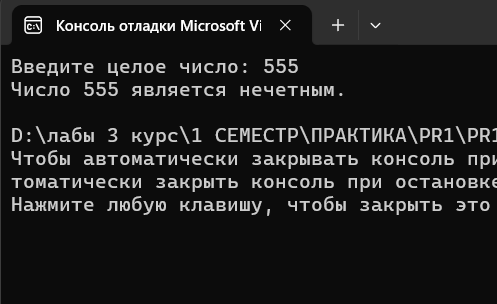 Консоль отладки Microsoft Vi
Введите целое число: 555
Число 555 является нечетным.
D:\лабы 3 курс\1 СЕМЕСТР\ПРАКТИКА\PR1\PR1
Чтобы автоматически закрывать консоль при
томатически закрыть консоль при остановке
Нажмите любую клавишу, чтобы закрыть это